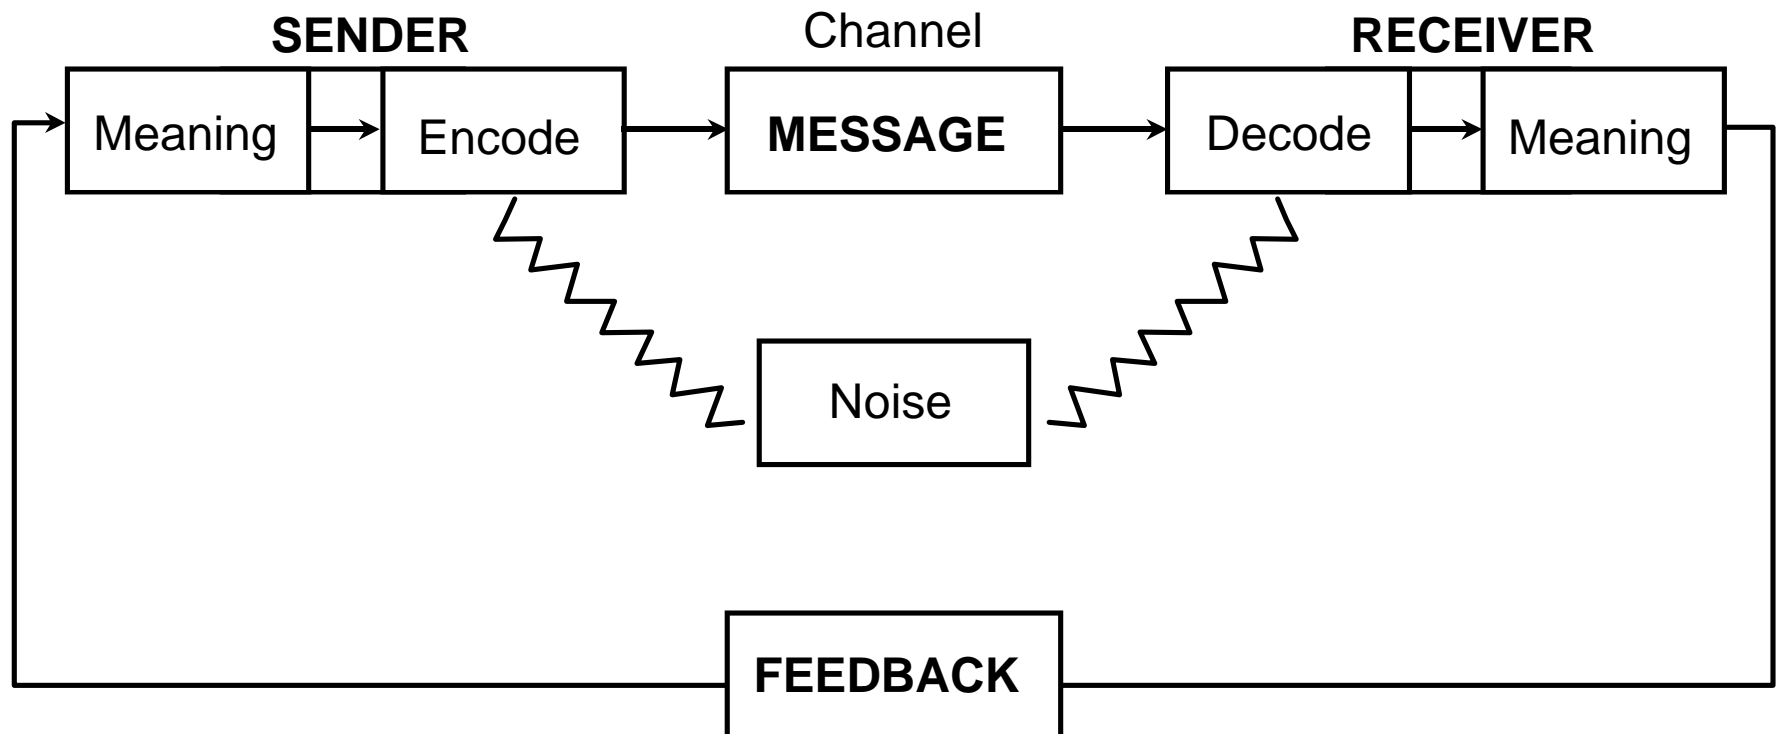 SENDER
Channel
RECEIVER
Meaning
Encode
MESSAGE
Decode
Meaning
Noise
FEEDBACK